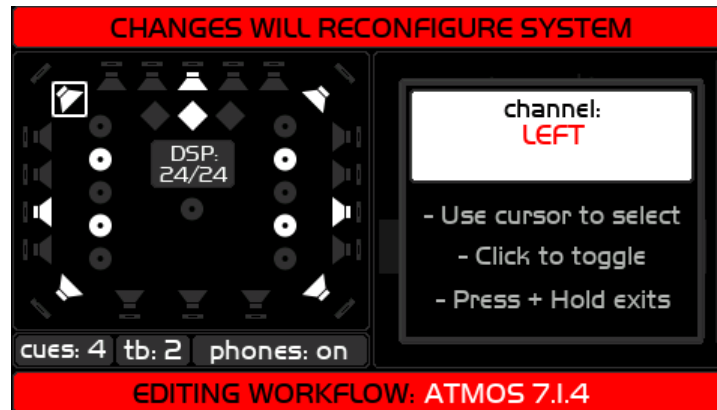 CHANGES WILL RECONFIGURE SYSTEM
DSP:
24/24
cues: 4
tb: 2
phones: on
channel:
LEFT
- Use cursor to select
- Click to toggle
- Press + Hold exits
EDITING WORKFLOW: ATMOS 7.1.4